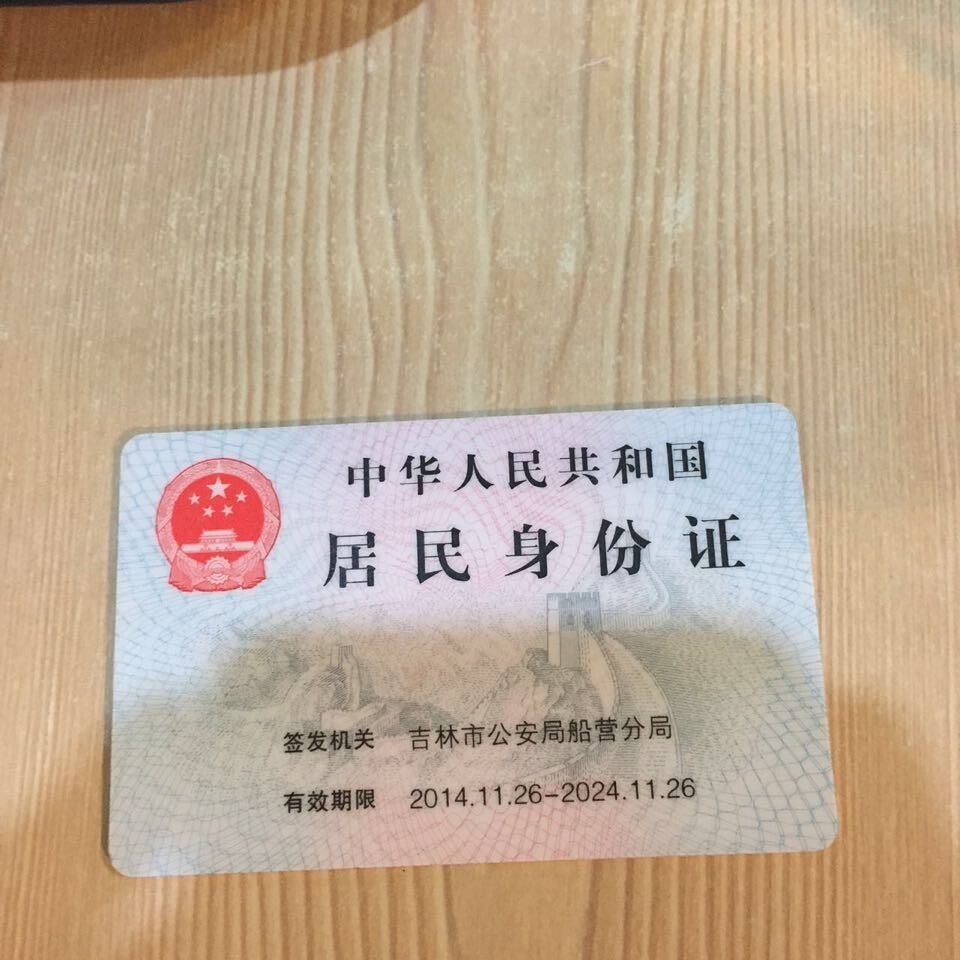 中华人民共和国
居民身份证
签发机关 吉林市公安局船营分局
有效期限 2014.11.26-2024.11.26